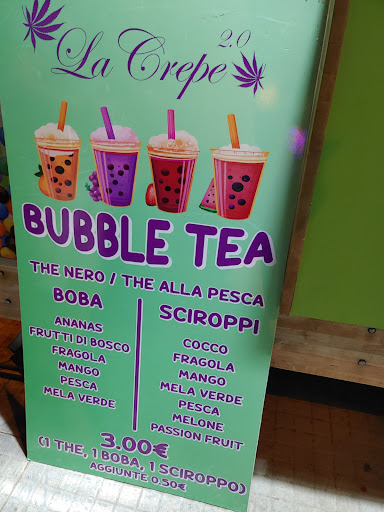 La Crepe 2.0
BUBBLE TEA
THE NERO / THE ALLA PESCA
BOBA
ANANAS
FRUTTI DI BOSCO
FRAGOLA
MANGO
PESCA
MELA VERDE
SCIROPPI
COCCO
FRAGOLA
MANGO
MELA VERDE
PESCA
MELONE
PASSION FRUIT
3.00€
(1 THE, 1 BOBA, 1 SCIROPPO)
AGGIUNTE 0,50€